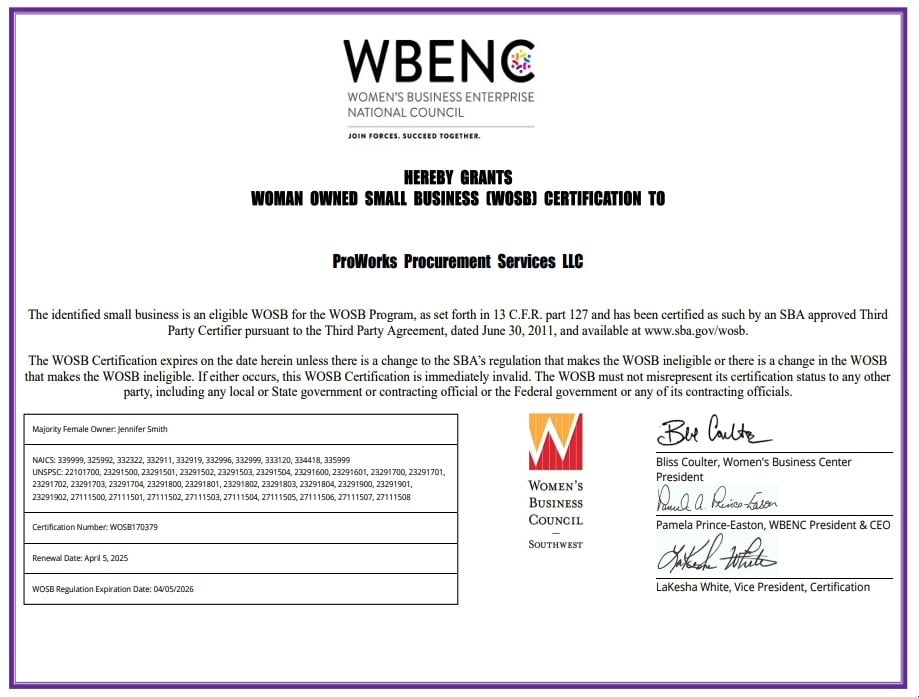 WBENC
WOMEN'S BUSINESS ENTERPRISE
NATIONAL COUNCIL
JOIN FORCES. SUCCEED TOGETHER.
HEREBY GRANTS
WOMAN OWNED SMALL BUSINESS (WOSB) CERTIFICATION TO
ProWorks Procurement Services LLC
The identified small business is an eligible WOSB for the WOSB Program, as set forth in 13 C.F.R. part 127 and has been certified as such by an SBA approved Third
Party Certifier pursuant to the Third Party Agreement, dated June 30, 2011, and available at www.sba.gov/wosb.
The WOSB Certification expires on the date herein unless there is a change to the SBA's regulation that makes the WOSB ineligible or there is a change in the WOSB
that makes the WOSB ineligible. If either occurs, this WOSB Certification is immediately invalid. The WOSB must not misrepresent its certification status to any other
party, including any local or State government or contracting official or the Federal government or any of its contracting officials.
Majority Female Owner: Jennifer Smith
NAICS: 339999, 325992, 332322, 332911, 332919, 332996, 332999, 333120, 334418, 335999
UNSPSC: 22101700, 23291500, 23291501, 23291502, 23291503, 23291504, 23291600, 23291601, 23291700, 23291701,
23291702, 23291703, 23291704, 23291800, 23291801, 23291802, 23291803, 23291804, 23291900, 23291901,
23291902, 27111500, 27111501, 27111502, 27111503, 27111504, 27111505, 27111506, 27111507, 27111508
Certification Number: WOSB170379
Renewal Date: April 5, 2025
WOSB Regulation Expiration Date: 04/05/2026
WOMEN'S
BUSINESS
COUNCIL
SOUTHWEST
Bliss Coulter, Women's Business Center
President
Pamela A. Prince-Eason
Pamela Prince-Easton, WBENC President & CEO
LaKesha White
LaKesha White, Vice President, Certification